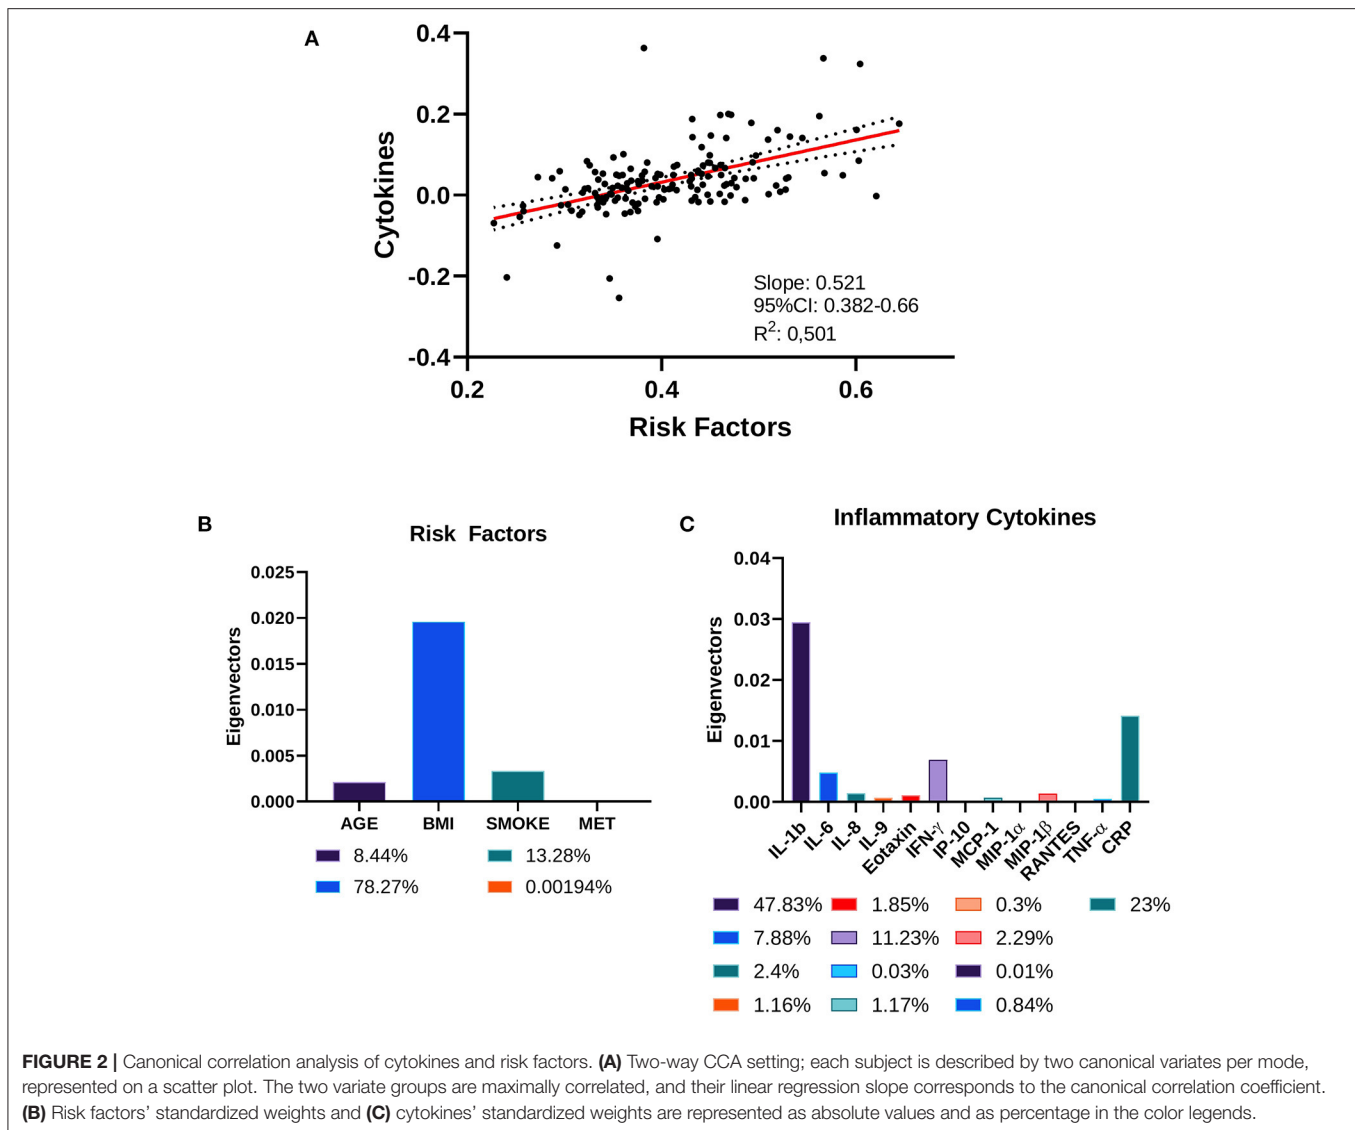 A
0.4
0.2
0.0
-0.2
-0.4
Cytokines
Slope: 0.521
95%CI: 0.382-0.66
R²: 0,501
0.2 0.4 0.6
Risk Factors
B
Risk Factors
0.025
0.020
0.015
0.010
0.005
0.000
Eigenvectors
AGE BMI SMOKE MET
8.44% 13.28%
78.27% 0.00194%
C
Inflammatory Cytokines
0.04
0.03
0.02
0.01
0.00
Eigenvectors
IL-1b IL-6 IL-8 IL-9 Eotaxin IFN-γ IP-10 MCP-1 MIP-1α MIP-1β RANTES TNF-α CRP
47.83% 1.85% 0.3% 23%
7.88% 11.23% 2.29%
2.4% 0.03% 0.01%
1.16% 1.17% 0.84%
FIGURE 2 | Canonical correlation analysis of cytokines and risk factors. (A) Two-way CCA setting; each subject is described by two canonical variates per mode,
represented on a scatter plot. The two variate groups are maximally correlated, and their linear regression slope corresponds to the canonical correlation coefficient.
(B) Risk factors' standardized weights and (C) cytokines' standardized weights are represented as absolute values and as percentage in the color legends.